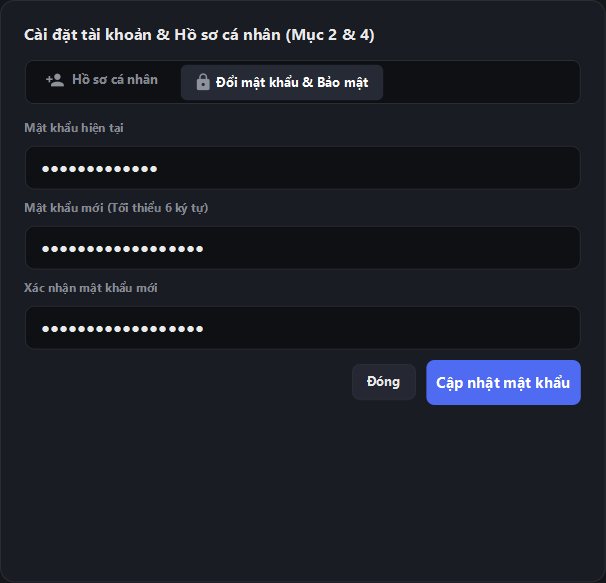 Cài đặt tài khoản & Hồ sơ cá nhân (Mục 2 & 4)
Hồ sơ cá nhân
Đổi mật khẩu & Bảo mật
Mật khẩu hiện tại
•••••••••••••
Mật khẩu mới (Tối thiểu 6 ký tự)
••••••••••••••••••
Xác nhận mật khẩu mới
••••••••••••••••••
Đóng
Cập nhật mật khẩu